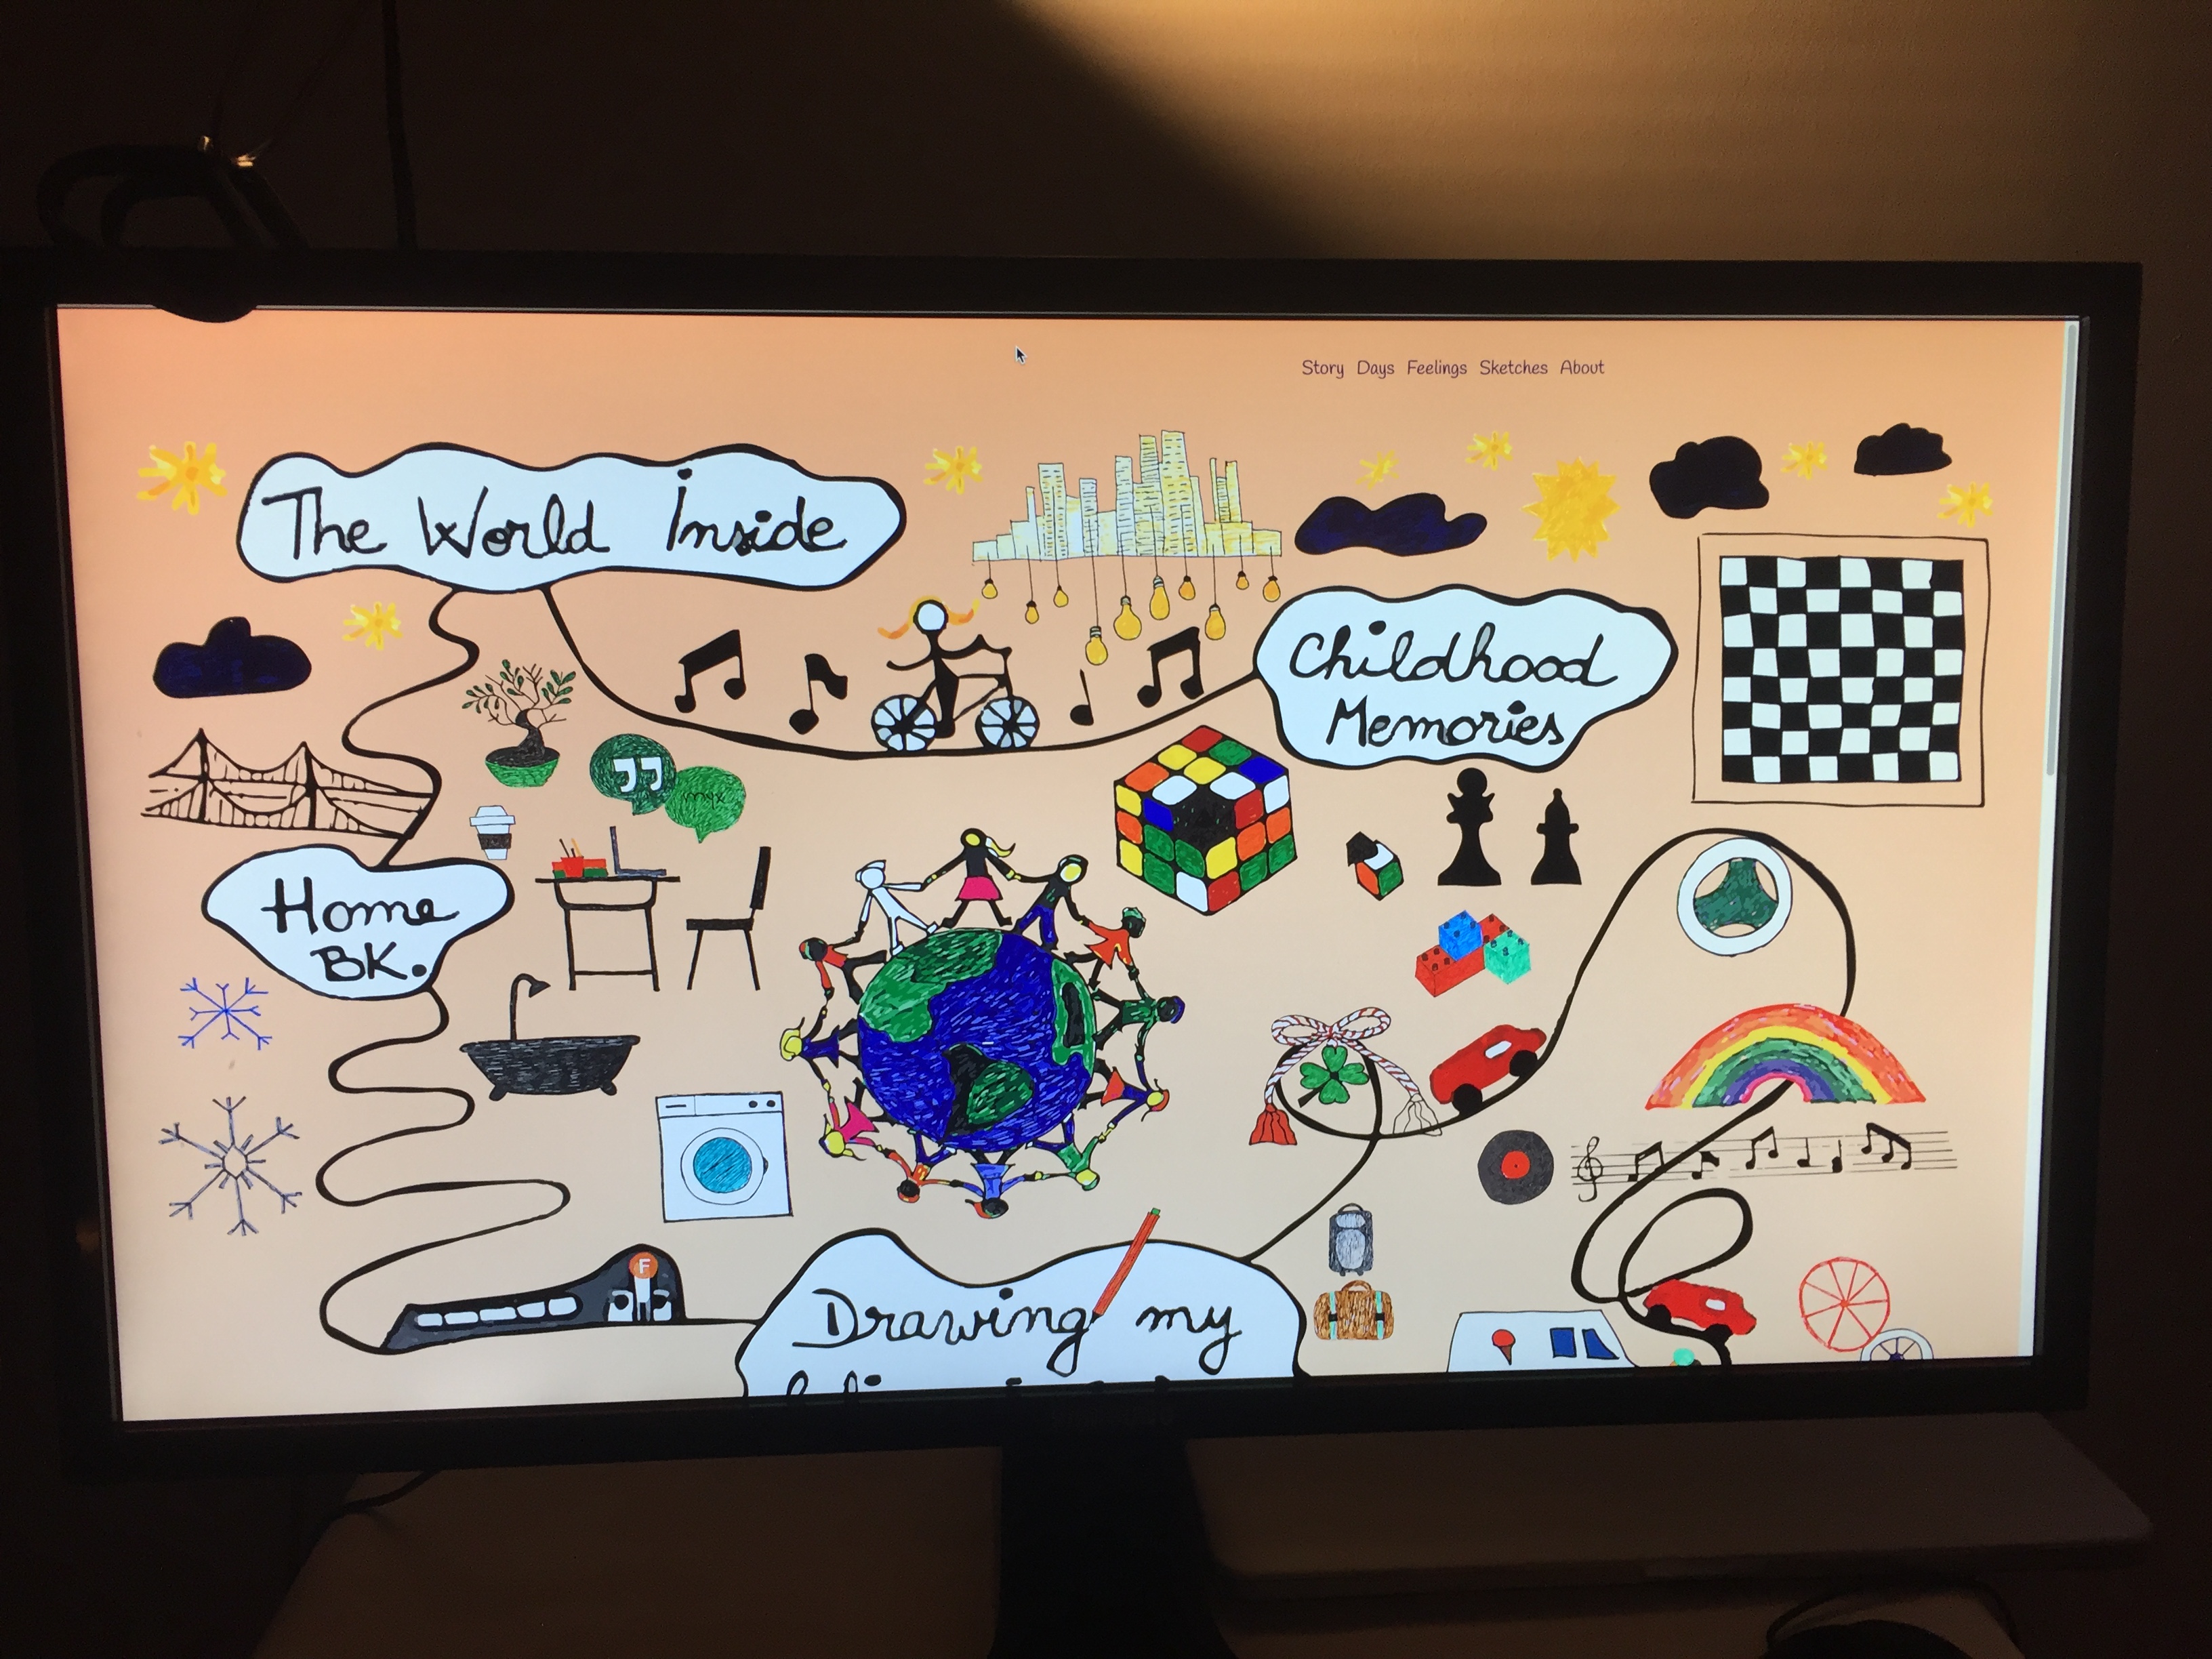 Story Days Feelings Sketches About
The World Inside
Childhood
Memories
Home
BK.
F
Drawing my